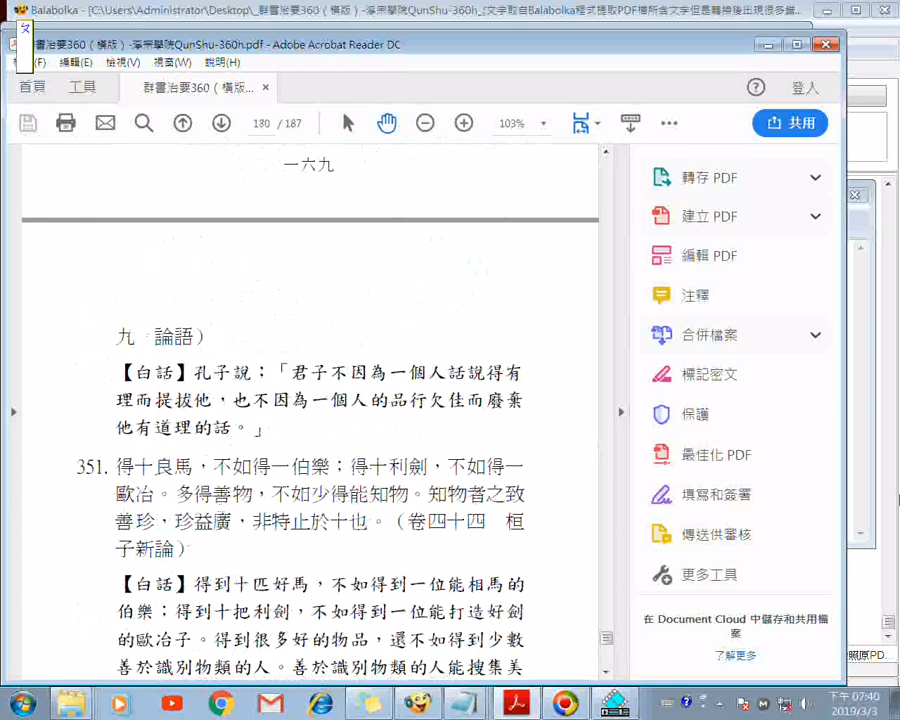 Balabolka - [C:\Users\Administrator\Desktop\_群書治要360（橫版）-淨宗學院QunShu-360h_(文字取自Balabolka程式提取PDF檔所含文字但是轉換後出現很多錯...
群書治要360（橫版）-淨宗學院QunShu-360h.pdf - Adobe Acrobat Reader DC
(F) 編輯(E) 檢視(V) 視窗(W) 說明(H)
首頁 工具 群書治要360（橫版... × 登入
180 / 187 103% 共用
一六九
九 論語）
【白話】孔子說：「君子不因為一個人話說得有
理而提拔他，也不因為一個人的品行欠佳而廢棄
他有道理的話。」
351. 得十良馬，不如得一伯樂；得十利劍，不如得一
歐冶。多得善物，不如少得能知物。知物者之致
善珍，珍益廣，非特止於十也。（卷四十四 桓
子新論）
【白話】得到十匹好馬，不如得到一位能相馬的
伯樂；得到十把利劍，不如得到一位能打造好劍
的歐冶子。得到很多好的物品，還不如得到少數
善於識別物類的人。善於識別物類的人能搜集美
轉存 PDF
建立 PDF
編輯 PDF
注釋
合併檔案
標記密文
保護
最佳化 PDF
填寫和簽署
傳送供審核
更多工具
在 Document Cloud 中儲存和共用檔
案
了解更多
照原PD...
下午 07:40
2019/3/3